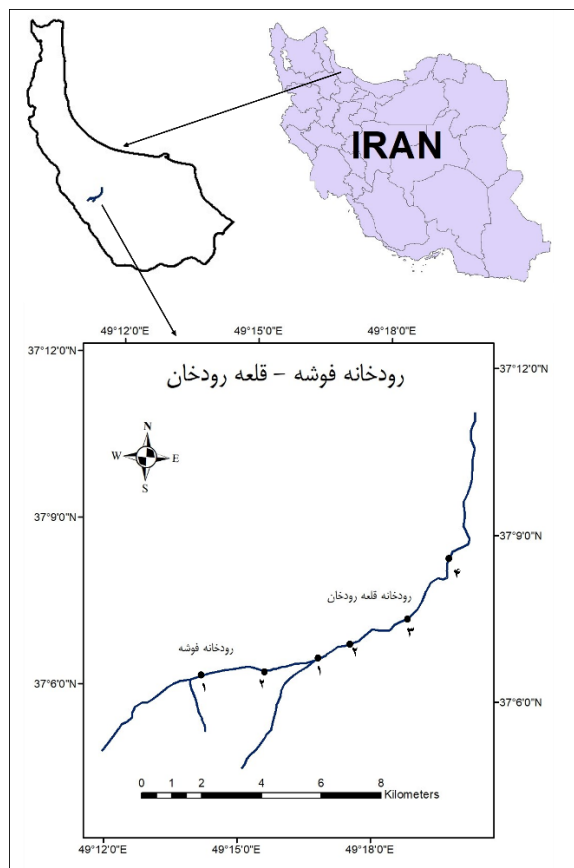 IRAN
49°12'0"E 49°15'0"E 49°18'0"E
37°12'0"N 37°12'0"N
رودخانه فوشه - قلعه رودخان
N
W E
S
37°9'0"N 37°9'0"N
۴
رودخانه قلعه رودخان
۳
رودخانه فوشه
۱ ۲ ۱ ۲
37°6'0"N 37°6'0"N
0 1 2 4 6 8
Kilometers
49°12'0"E 49°15'0"E 49°18'0"E